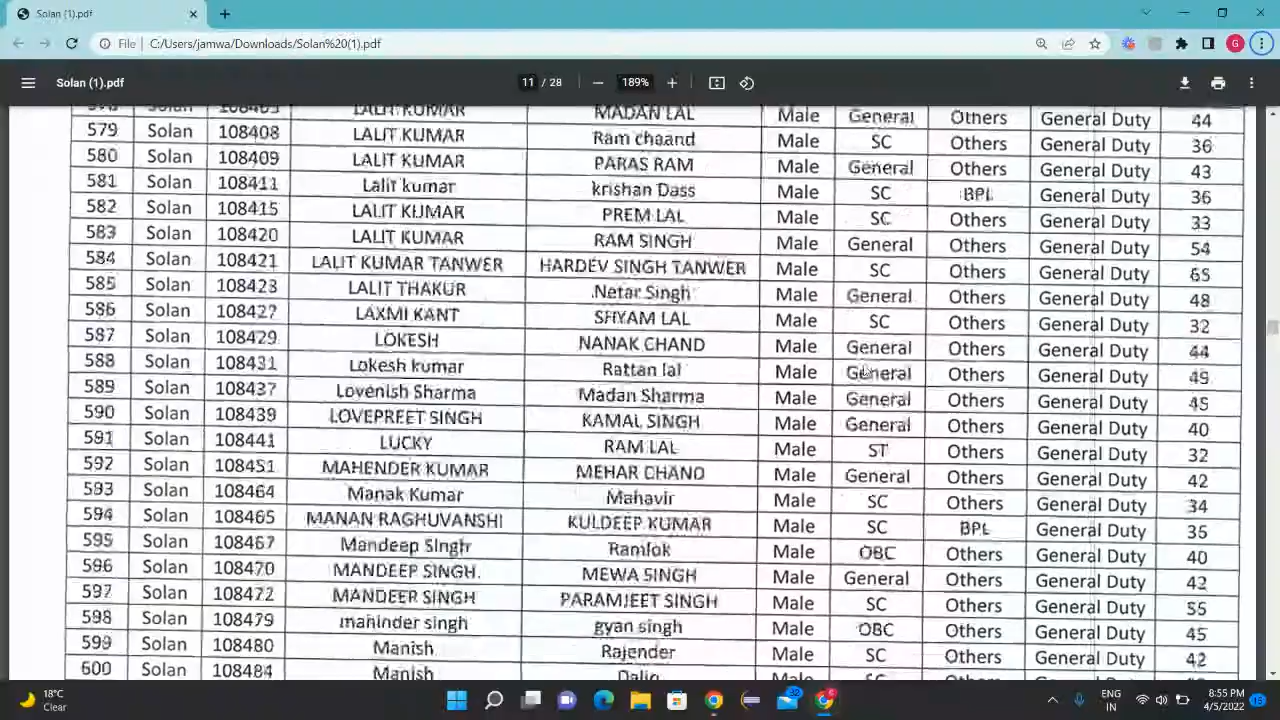 Solan (1).pdf
File C:/Users/jamwa/Downloads/Solan%20(1).pdf
G
Solan (1).pdf 11 / 28 189%
LALIT KUMAR MADAN LAL Male General Others General Duty 44
579 Solan 108408 LALIT KUMAR Ram chaand Male SC Others General Duty 36
580 Solan 108409 LALIT KUMAR PARAS RAM Male General Others General Duty 43
581 Solan 108411 Lalit kumar krishan Dass Male SC BPL General Duty 36
582 Solan 108415 LALIT KUMAR PREM LAL Male SC Others General Duty 33
583 Solan 108420 LALIT KUMAR RAM SINGH Male General Others General Duty 54
584 Solan 108421 LALIT KUMAR TANWER HARDEV SINGH TANWER Male SC Others General Duty 65
585 Solan 108423 LALIT THAKUR Netar Singh Male General Others General Duty 48
586 Solan 108427 LAXMI KANT SHYAM LAL Male SC Others General Duty 32
587 Solan 108429 LOKESH NANAK CHAND Male General Others General Duty 44
588 Solan 108431 Lokesh kumar Rattan lal Male General Others General Duty 49
589 Solan 108437 Lovenish Sharma Madan Sharma Male General Others General Duty 45
590 Solan 108439 LOVEPREET SINGH KAMAL SINGH Male General Others General Duty 40
591 Solan 108441 LUCKY RAM LAL Male ST Others General Duty 32
592 Solan 108451 MAHENDER KUMAR MEHAR CHAND Male General Others General Duty 42
593 Solan 108464 Manak Kumar Mahavir Male SC Others General Duty 34
594 Solan 108465 MANAN RAGHUVANSHI KULDEEP KUMAR Male SC BPL General Duty 35
595 Solan 108467 Mandeep Singh Ramlok Male OBC Others General Duty 40
596 Solan 108470 MANDEEP SINGH. MEWA SINGH Male General Others General Duty 42
597 Solan 108472 MANDEEP SINGH PARAMJEET SINGH Male SC Others General Duty 55
598 Solan 108479 mahinder singh gyan singh Male OBC Others General Duty 45
599 Solan 108480 Manish Rajender Male SC Others General Duty 42
600 Solan 108484 Manish
18°C
Clear
ENG
IN
8:55 PM
4/5/2022